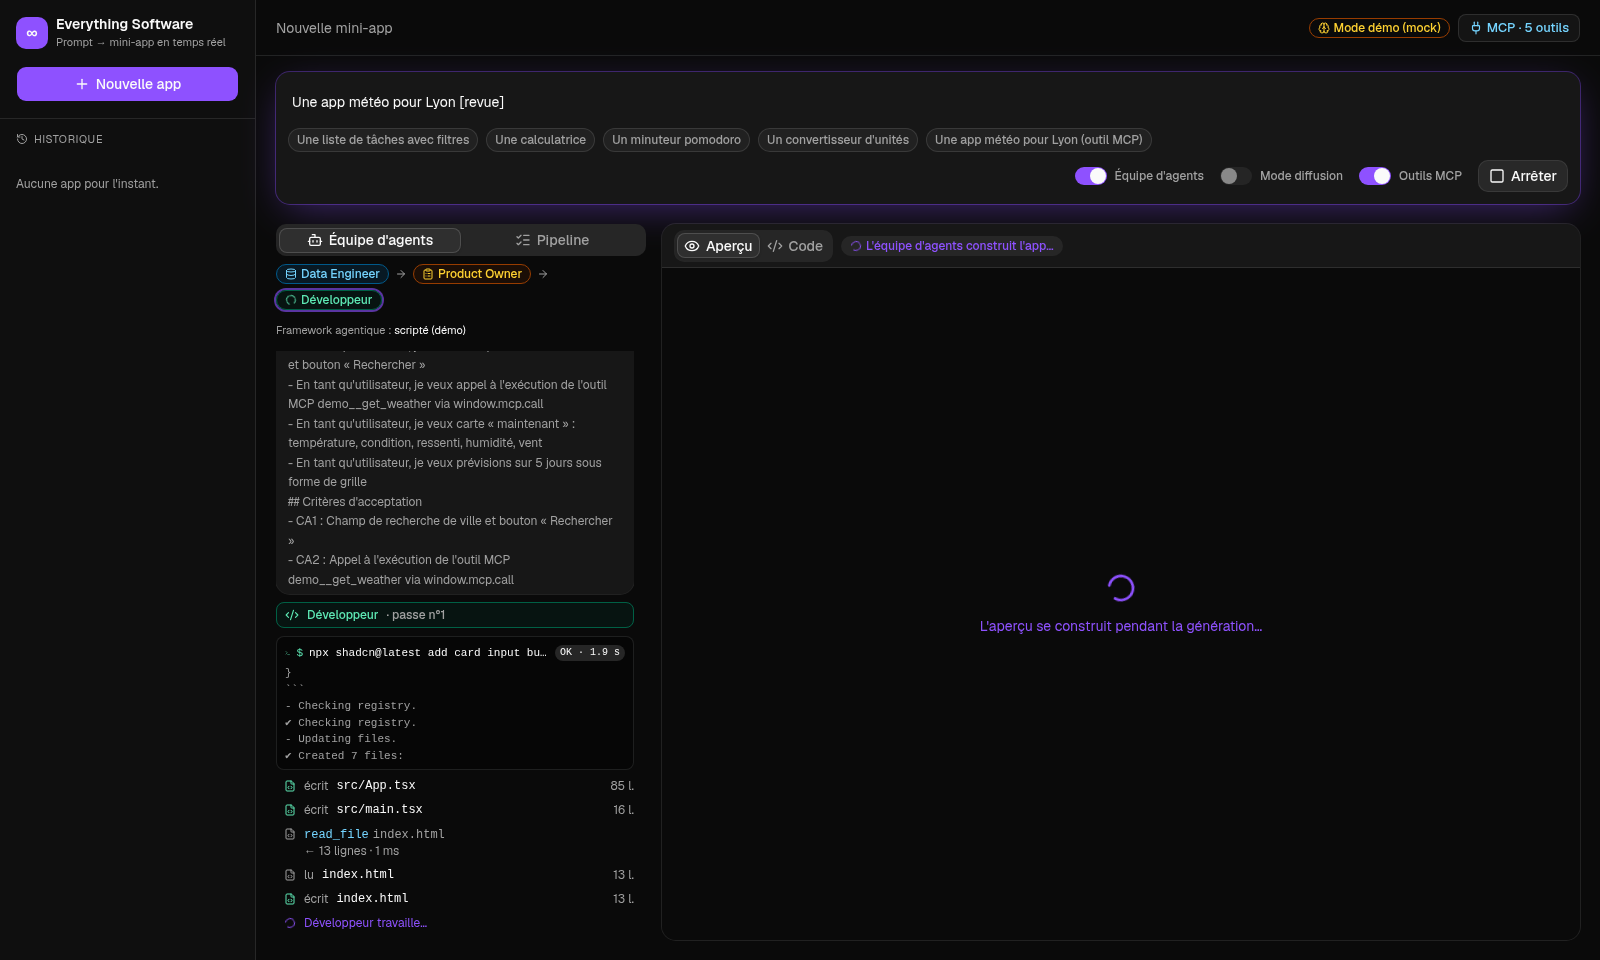 ∞
Everything Software
Prompt → mini-app en temps réel
+ Nouvelle app
HISTORIQUE
Aucune app pour l'instant.
Nouvelle mini-app
Mode démo (mock)
MCP · 5 outils
Une app météo pour Lyon [revue]
Une liste de tâches avec filtres
Une calculatrice
Un minuteur pomodoro
Un convertisseur d'unités
Une app météo pour Lyon (outil MCP)
Équipe d'agents
Mode diffusion
Outils MCP
Arrêter
Équipe d'agents
Pipeline
Data Engineer →
Product Owner →
Développeur
Framework agentique : scripté (démo)
et bouton « Rechercher »
- En tant qu'utilisateur, je veux appel à l'exécution de l'outil
MCP demo__get_weather via window.mcp.call
- En tant qu'utilisateur, je veux carte « maintenant » :
température, condition, ressenti, humidité, vent
- En tant qu'utilisateur, je veux prévisions sur 5 jours sous
forme de grille
## Critères d'acceptation
- CA1 : Champ de recherche de ville et bouton « Rechercher
»
- CA2 : Appel à l'exécution de l'outil MCP
demo__get_weather via window.mcp.call
</> Développeur · passe n°1
$ npx shadcn@latest add card input bu… OK · 1.9 s
}
```
- Checking registry.
✔ Checking registry.
- Updating files.
✔ Created 7 files:
écrit src/App.tsx 85 l.
écrit src/main.tsx 16 l.
read_file index.html
← 13 lignes · 1 ms
lu index.html 13 l.
écrit index.html 13 l.
Développeur travaille…
Aperçu
</> Code
L'équipe d'agents construit l'app…
L'aperçu se construit pendant la génération…